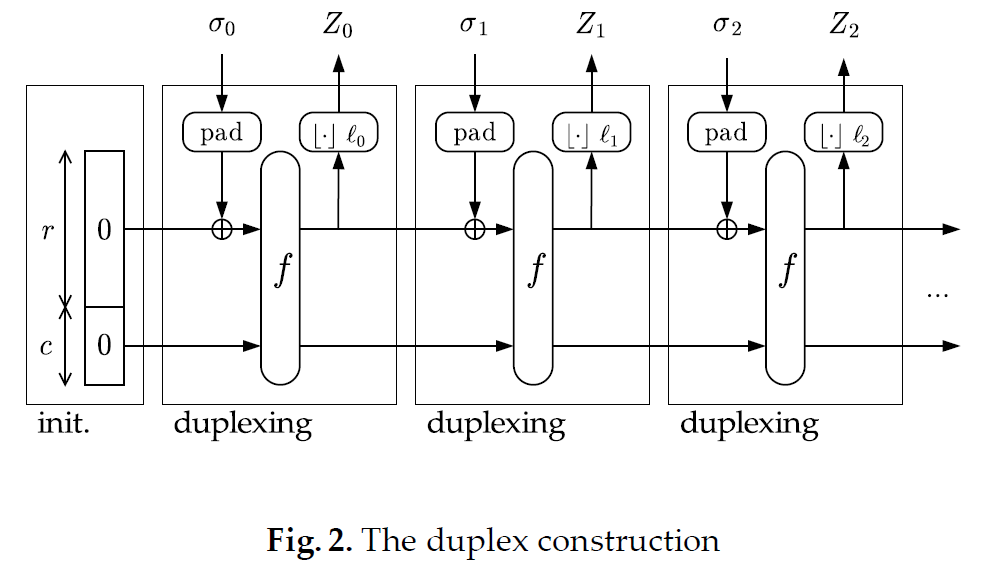 σ₀ Z₀ σ₁ Z₁ σ₂ Z₂
pad ⌊·⌋ ℓ₀ pad ⌊·⌋ ℓ₁ pad ⌊·⌋ ℓ₂
r 0
f f f
...
c 0
init. duplexing duplexing duplexing
Fig. 2. The duplex construction